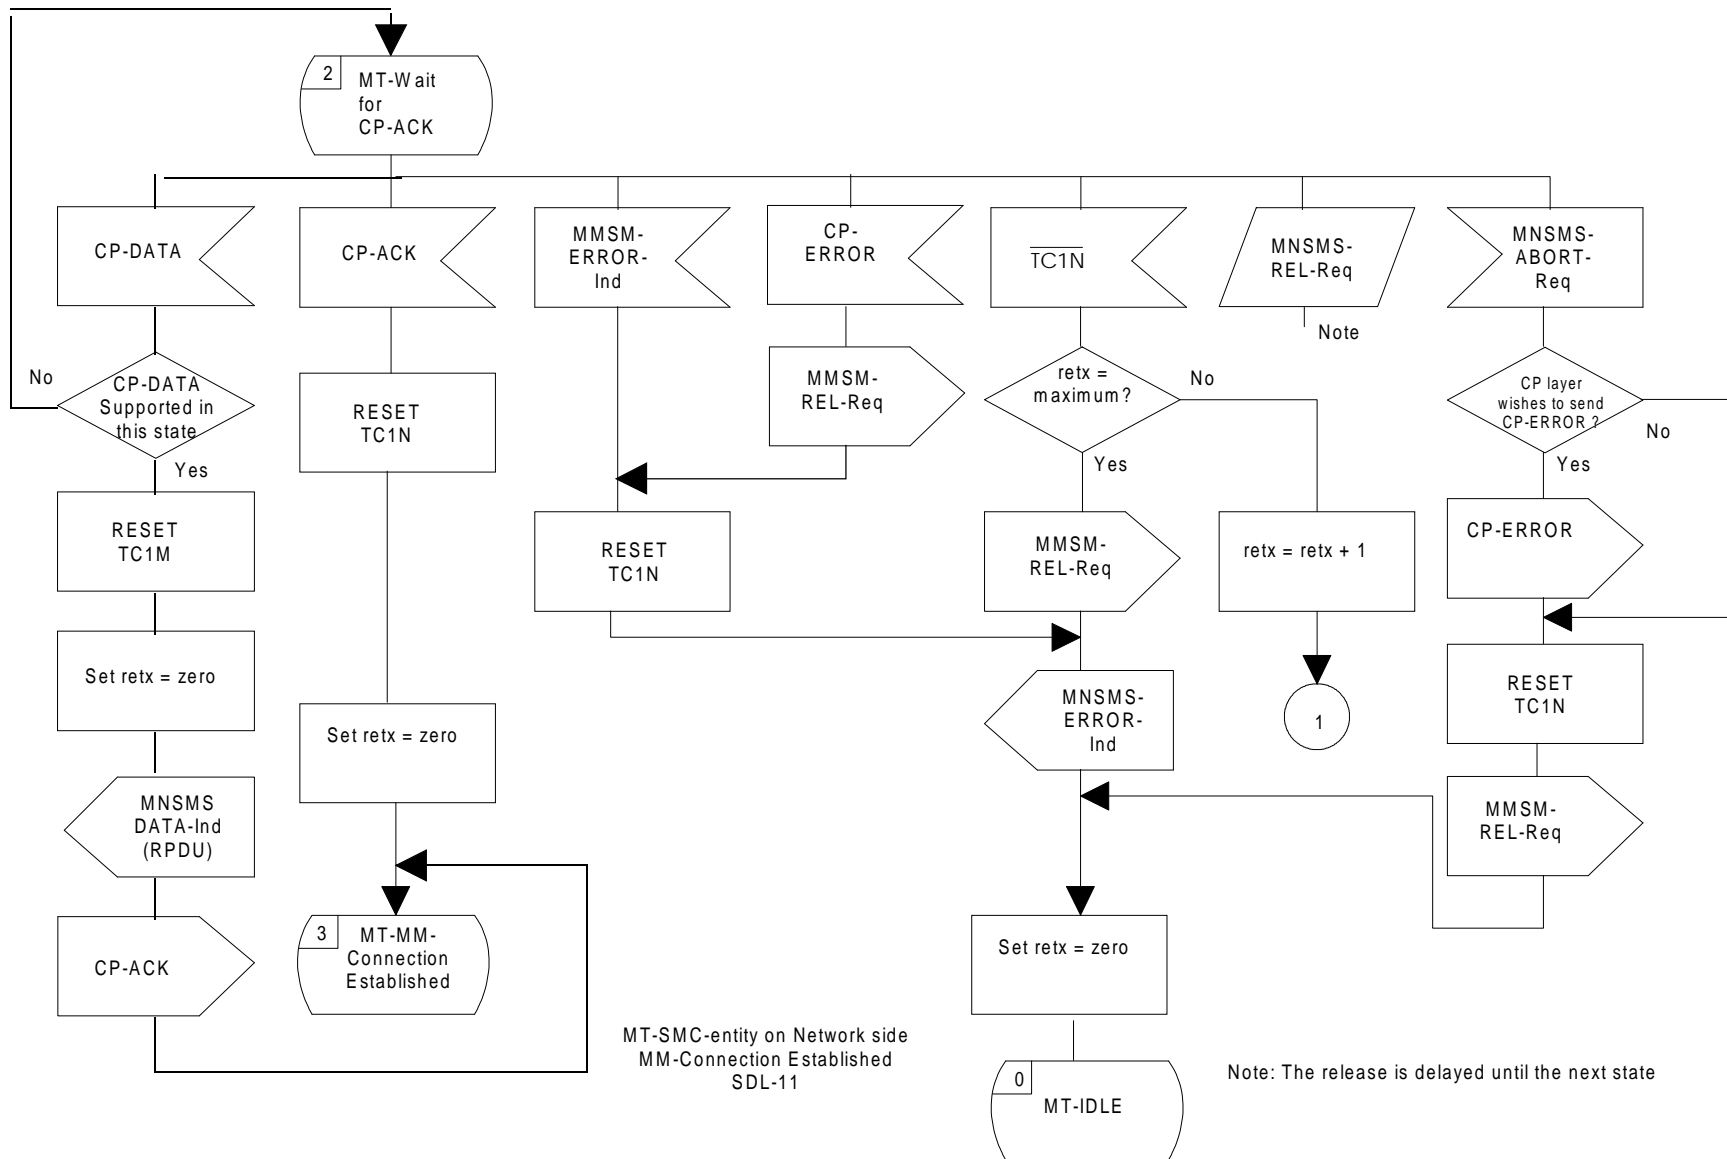 2
MT-Wait
for
CP-ACK
CP-DATA
CP-ACK
MMSM-
ERROR-
Ind
CP-
ERROR
TC1N
MNSMS-
REL-Req
Note
MNSMS-
ABORT-
Req
No
CP-DATA
Supported in
this state
Yes
RESET
TC1N
MMSM-
REL-Req
retx =
maximum?
No
Yes
CP layer
wishes to send
CP-ERROR ?
No
Yes
RESET
TC1M
RESET
TC1N
MMSM-
REL-Req
retx = retx + 1
CP-ERROR
Set retx = zero
Set retx = zero
MNSMS-
ERROR-
Ind
1
RESET
TC1N
MNSMS
DATA-Ind
(RPDU)
MMSM-
REL-Req
CP-ACK
3
MT-MM-
Connection
Established
Set retx = zero
MT-SMC-entity on Network side
MM-Connection Established
SDL-11
0
MT-IDLE
Note: The release is delayed until the next state